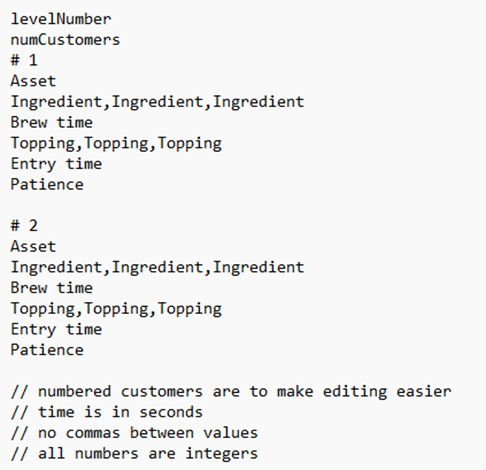 levelNumber
numCustomers
# 1
Asset
Ingredient,Ingredient,Ingredient
Brew time
Topping,Topping,Topping
Entry time
Patience
# 2
Asset
Ingredient,Ingredient,Ingredient
Brew time
Topping,Topping,Topping
Entry time
Patience
// numbered customers are to make editing easier
// time is in seconds
// no commas between values
// all numbers are integers